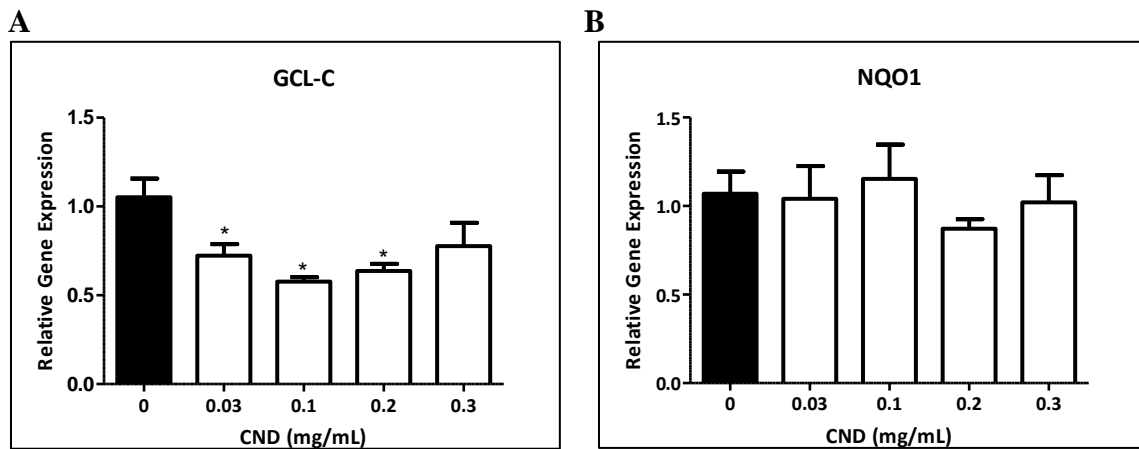 A
GCL-C
Relative Gene Expression
1.5
1.0
0.5
0.0
*
*
*
0
0.03
0.1
0.2
0.3
CND (mg/mL)
B
NQO1
Relative Gene Expression
1.5
1.0
0.5
0.0
0
0.03
0.1
0.2
0.3
CND (mg/mL)